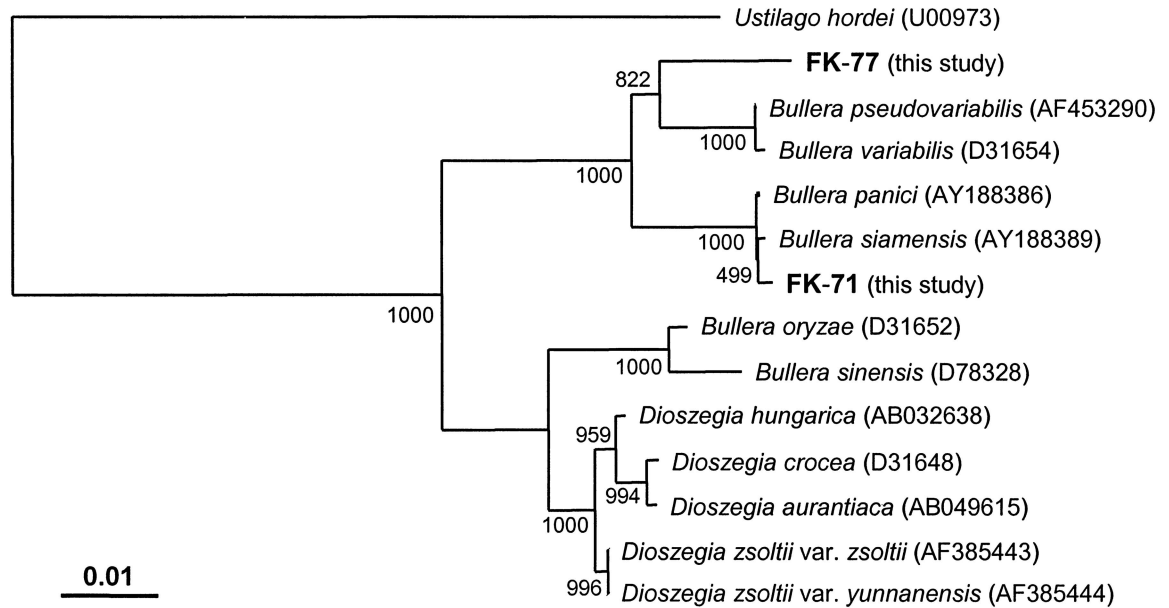 Ustilago hordei (U00973)
FK-77 (this study)
822
Bullera pseudovariabilis (AF453290)
1000
Bullera variabilis (D31654)
1000
Bullera panici (AY188386)
1000
Bullera siamensis (AY188389)
499
FK-71 (this study)
1000
Bullera oryzae (D31652)
1000
Bullera sinensis (D78328)
Dioszegia hungarica (AB032638)
959
Dioszegia crocea (D31648)
994
Dioszegia aurantiaca (AB049615)
1000
Dioszegia zsoltii var. zsoltii (AF385443)
996
Dioszegia zsoltii var. yunnanensis (AF385444)
0.01